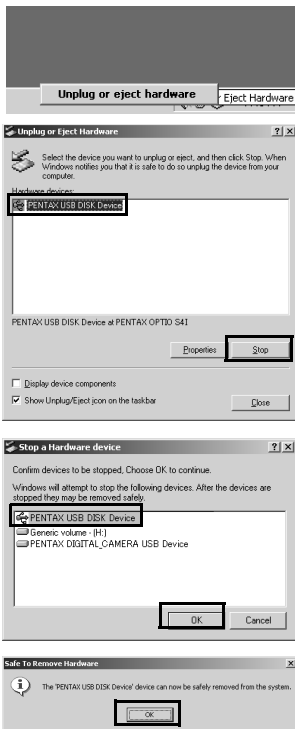 Unplug or eject hardware
Eject Hardware
Unplug or Eject Hardware
Select the device you want to unplug or eject, and then click Stop. When
Windows notifies you that it is safe to do so unplug the device from your
computer.
Hardware devices:
PENTAX USB DISK Device
PENTAX USB DISK Device at PENTAX OPTIO S4I
Properties
Stop
Display device components
Show Unplug/Eject icon on the taskbar
Close
Stop a Hardware device
Confirm devices to be stopped, Choose OK to continue.
Windows will attempt to stop the following devices. After the devices are
stopped they may be removed safely.
PENTAX USB DISK Device
Generic volume - (H:)
PENTAX DIGITAL_CAMERA USB Device
OK
Cancel
Safe To Remove Hardware
The 'PENTAX USB DISK Device' device can now be safely removed from the system.
OK